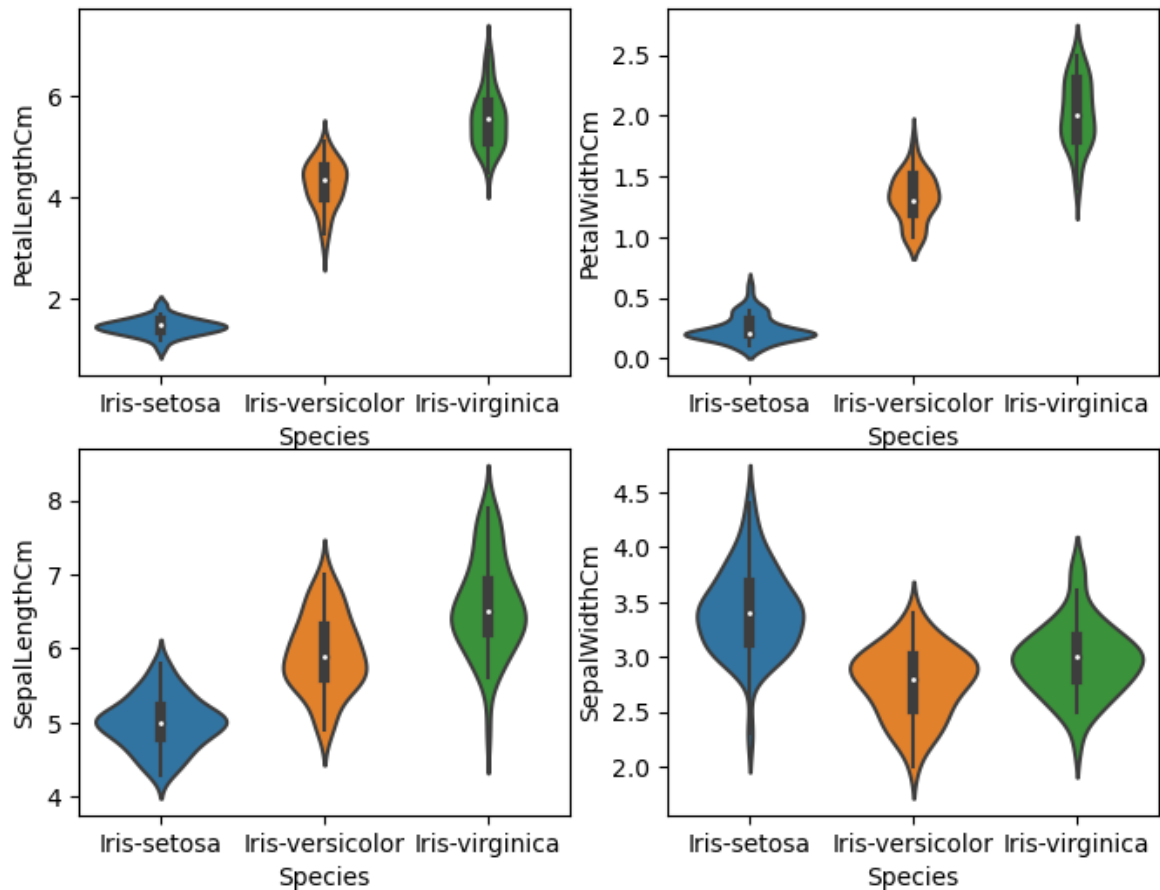 PetalLengthCm
6
4
2
Iris-setosa Iris-versicolor Iris-virginica
Species
PetalWidthCm
2.5
2.0
1.5
1.0
0.5
0.0
Iris-setosa Iris-versicolor Iris-virginica
Species
SepalLengthCm
8
7
6
5
4
Iris-setosa Iris-versicolor Iris-virginica
Species
SepalWidthCm
4.5
4.0
3.5
3.0
2.5
2.0
Iris-setosa Iris-versicolor Iris-virginica
Species